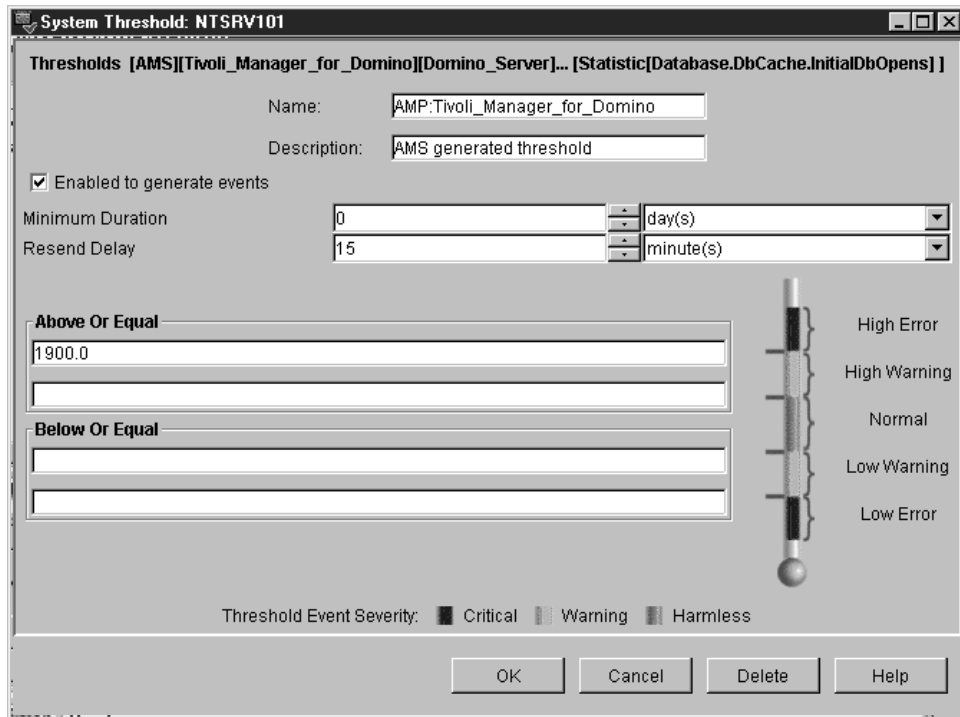 System Threshold: NTSRV101
Thresholds [AMS][Tivoli_Manager_for_Domino][Domino_Server]... [Statistic[Database.DbCache.InitialDbOpens] ]
Name: AMP:Tivoli_Manager_for_Domino
Description: AMS generated threshold
Enabled to generate events
Minimum Duration 0 day(s)
Resend Delay 15 minute(s)
Above Or Equal
1900.0
Below Or Equal
High Error
High Warning
Normal
Low Warning
Low Error
Threshold Event Severity: Critical Warning Harmless
OK Cancel Delete Help